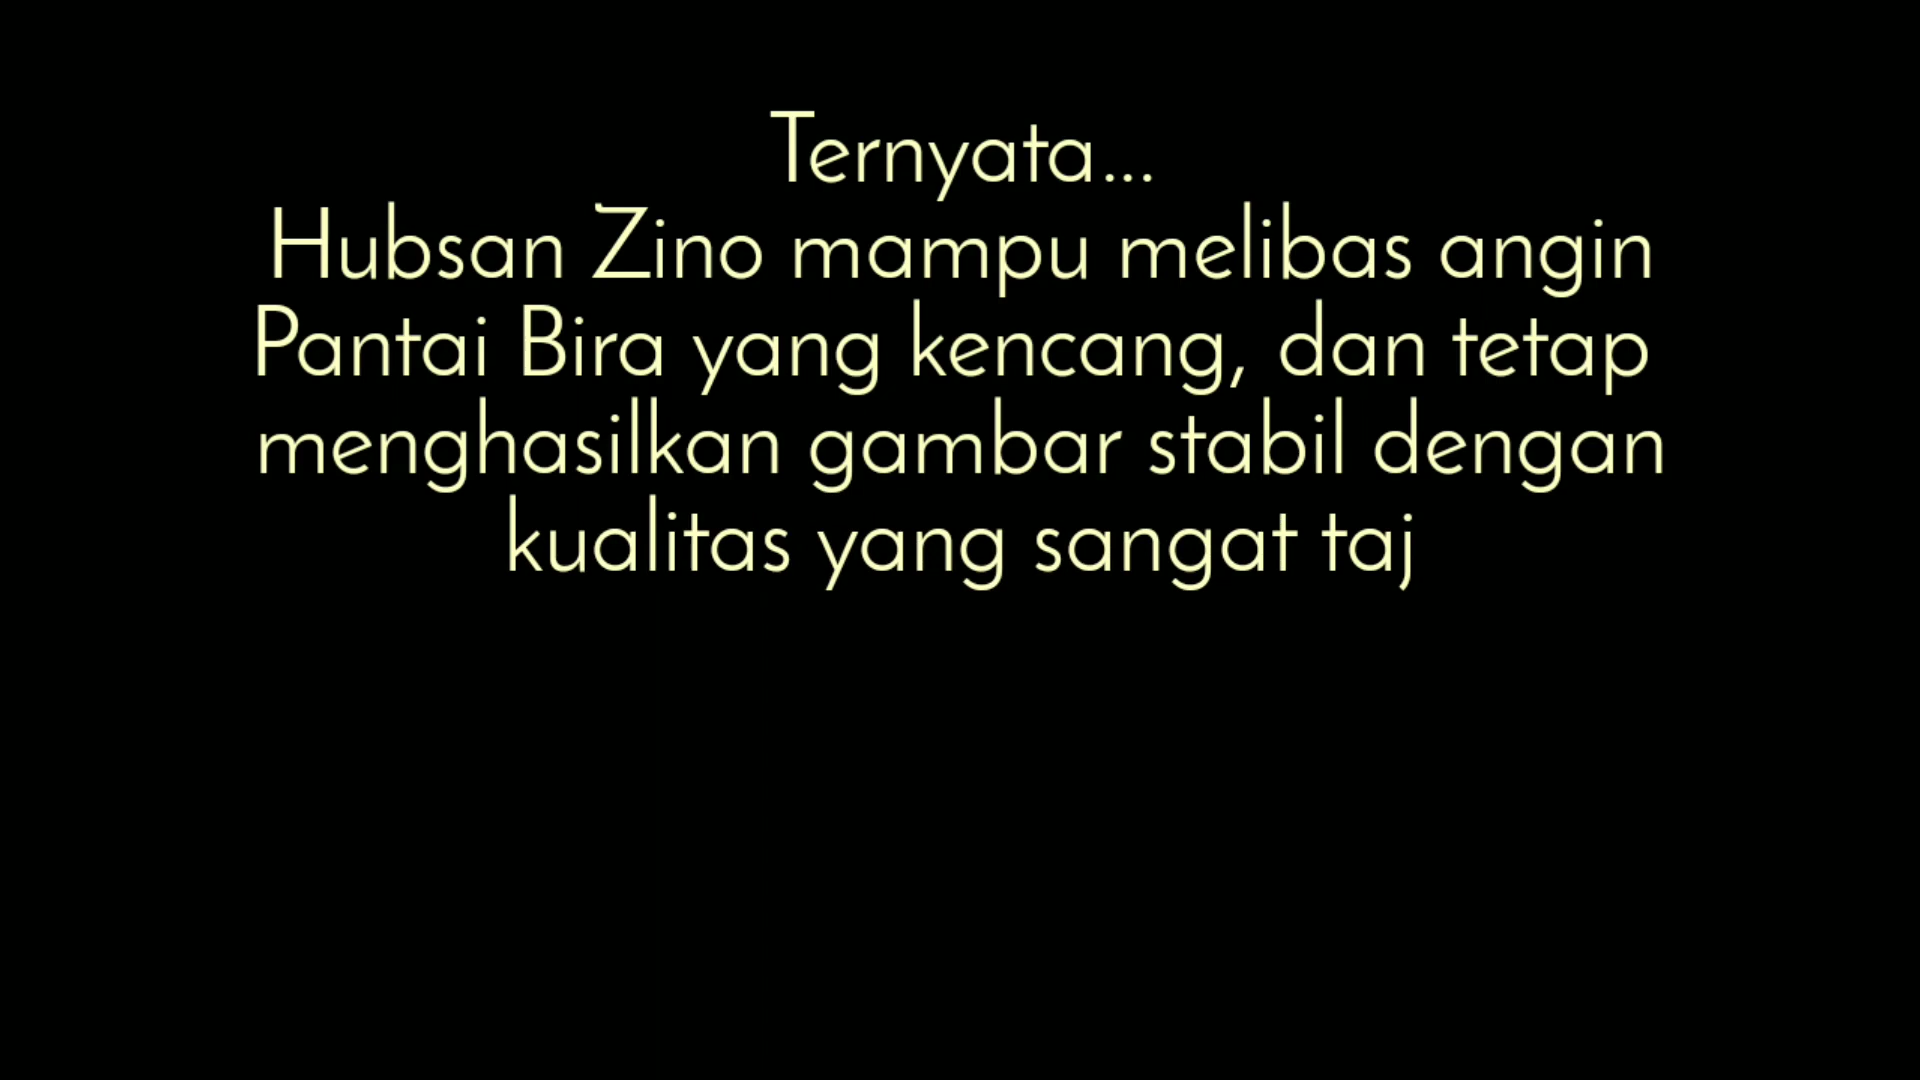 Ternyata...
Hubsan Zino mampu melibas angin
Pantai Bira yang kencang, dan tetap
menghasilkan gambar stabil dengan
kualitas yang sangat taj